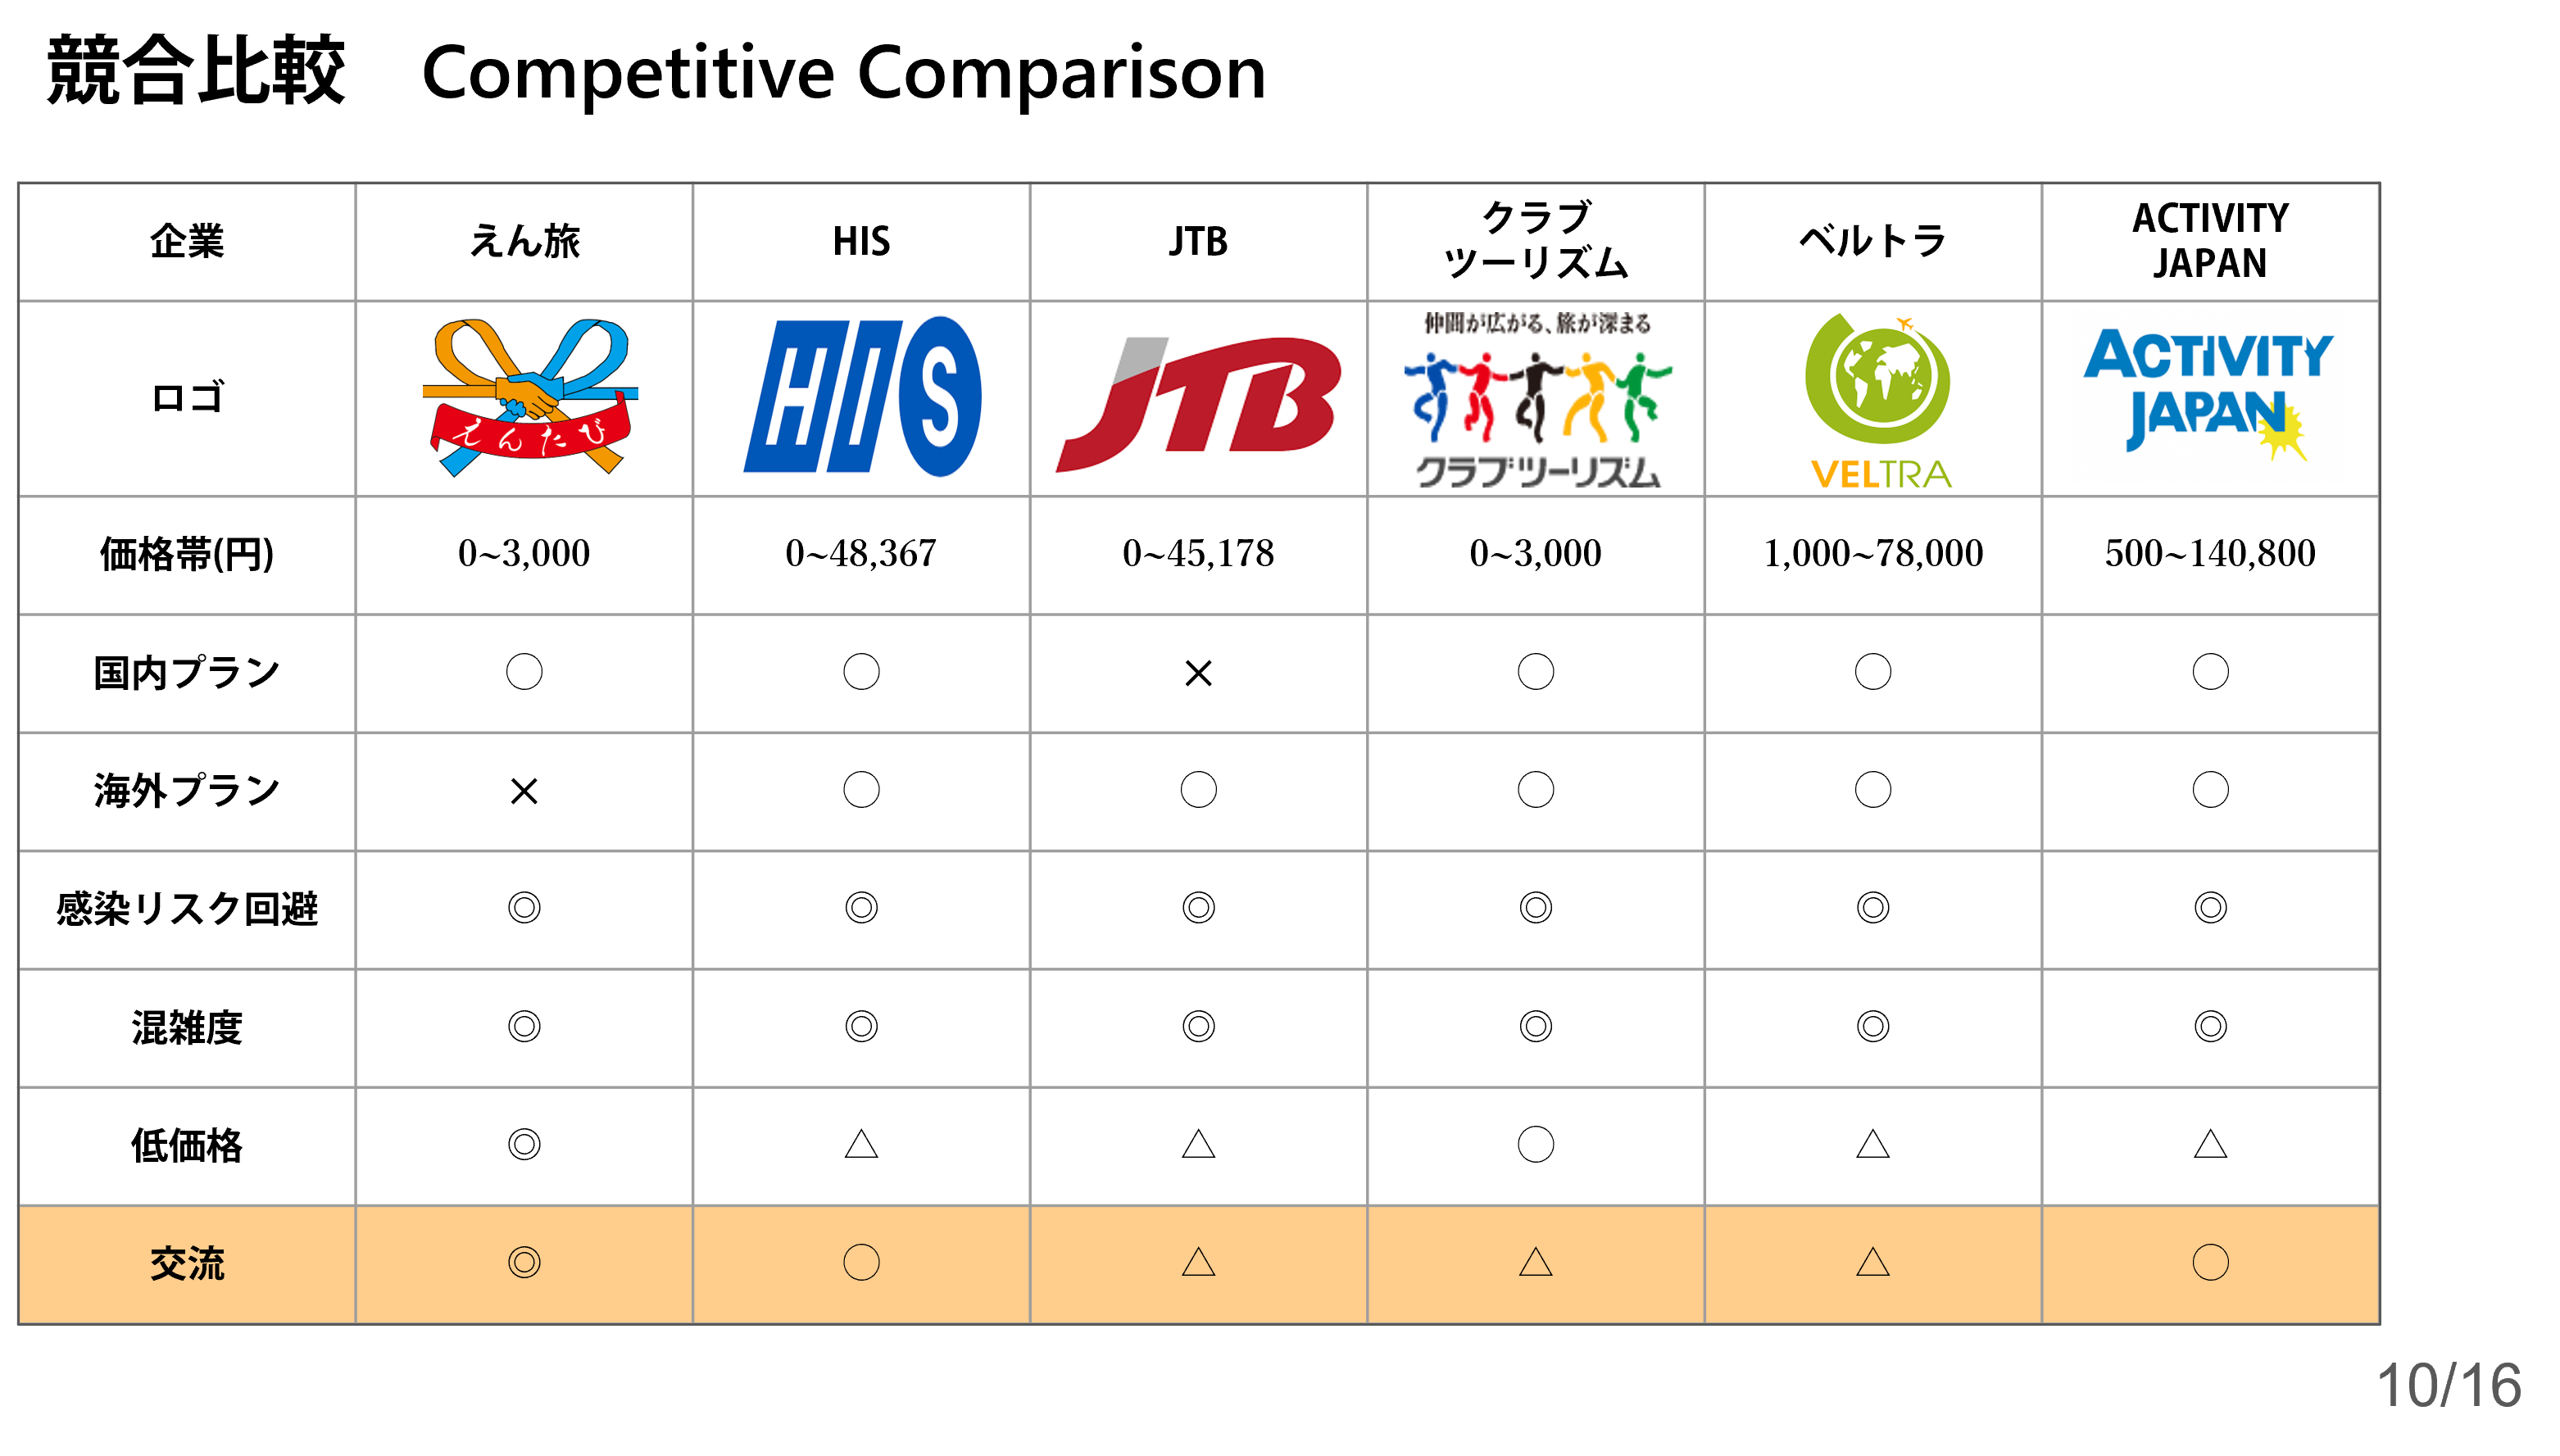 競合比較　Competitive Comparison
企業 えん旅 HIS JTB クラブ ツーリズム ベルトラ ACTIVITY JAPAN
ロゴ
えんたび
HIS
JTB
仲間が広がる、旅が深まる
クラブツーリズム
VELTRA
ACTIVITY
JAPAN
価格帯(円) 0~3,000 0~48,367 0~45,178 0~3,000 1,000~78,000 500~140,800
国内プラン ○ ○ × ○ ○ ○
海外プラン × ○ ○ ○ ○ ○
感染リスク回避 ◎ ◎ ◎ ◎ ◎ ◎
混雑度 ◎ ◎ ◎ ◎ ◎ ◎
低価格 ◎ △ △ ○ △ △
交流 ◎ ○ △ △ △ ○
10/16